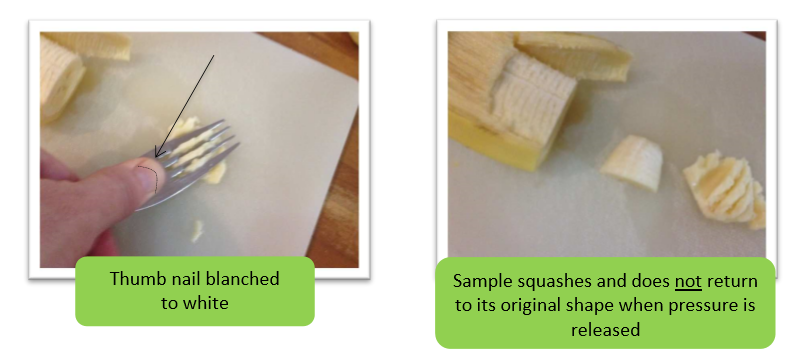 Thumb nail blanched
to white
Sample squashes and does not return
to its original shape when pressure is
released